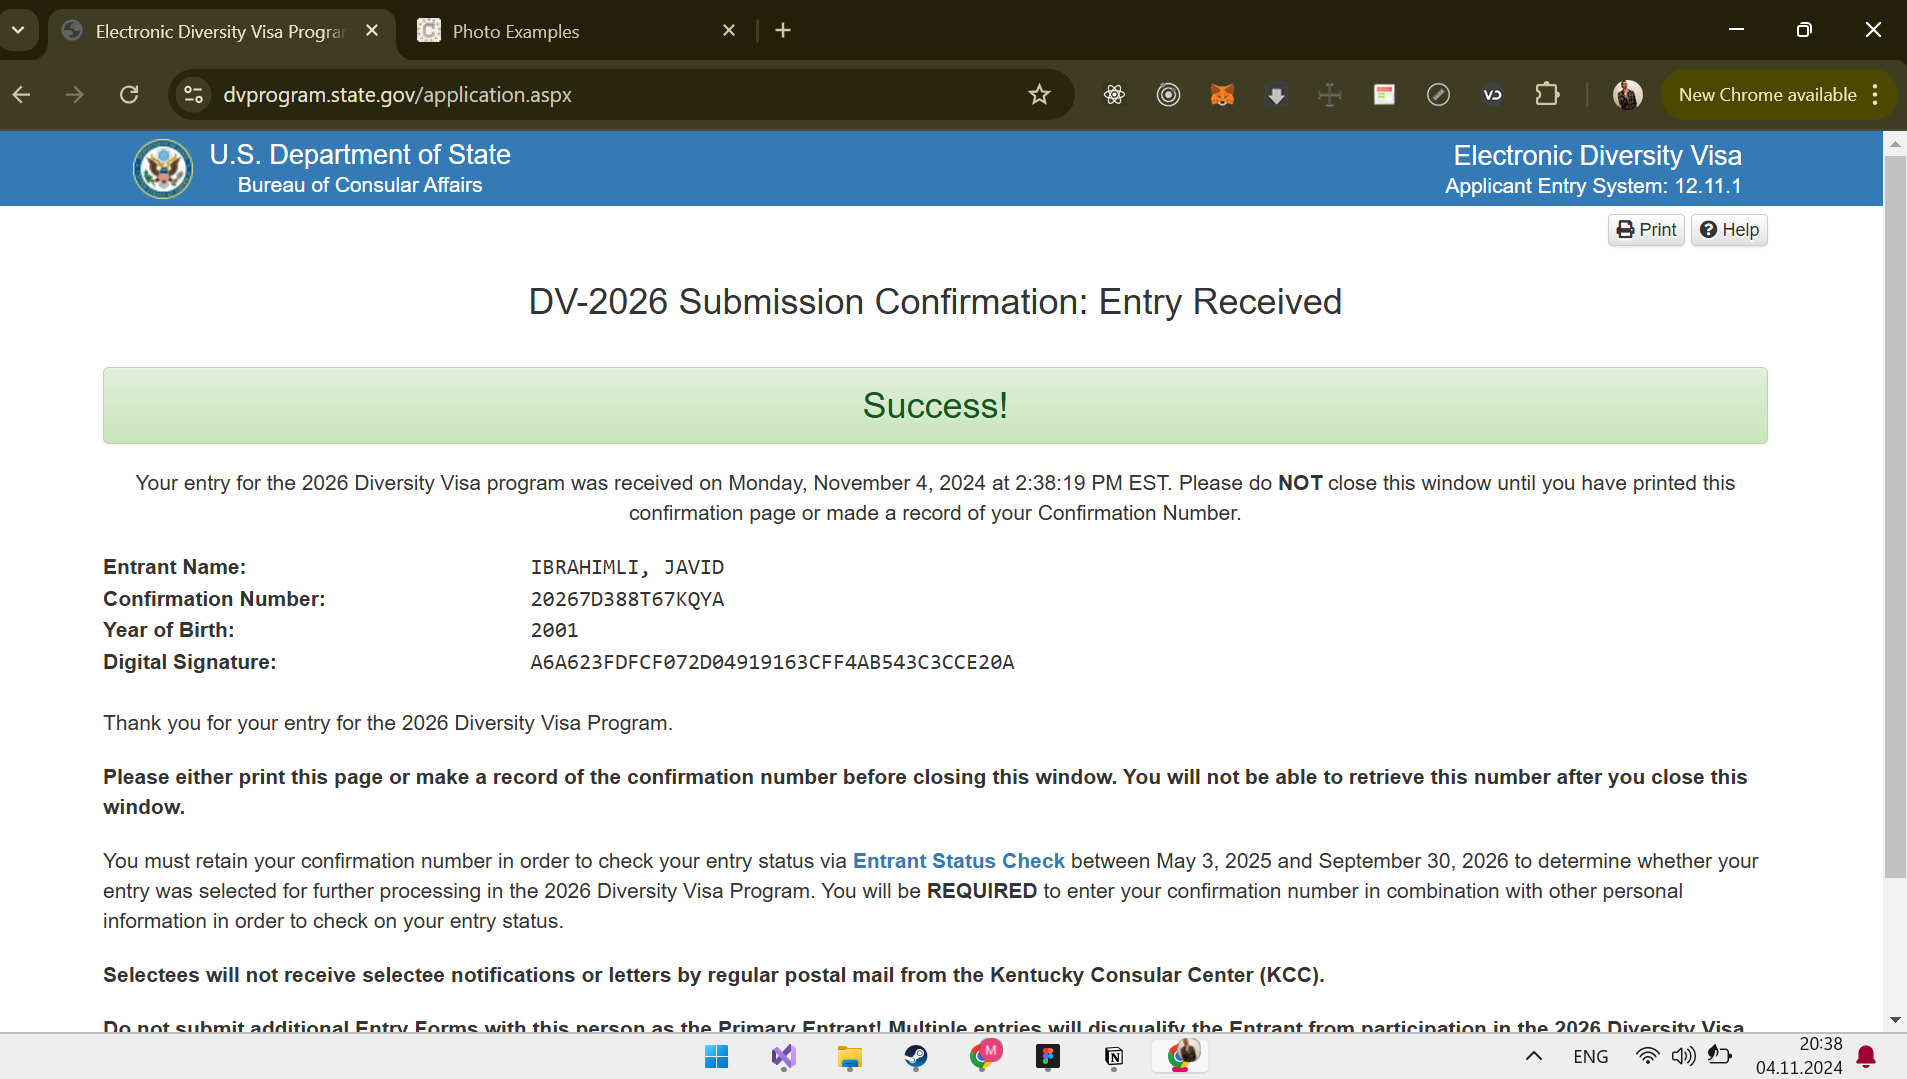 Electronic Diversity Visa Progra
Photo Examples
dvprogram.state.gov/application.aspx
New Chrome available
U.S. Department of State
Bureau of Consular Affairs
Electronic Diversity Visa
Applicant Entry System: 12.11.1
Print
Help
DV-2026 Submission Confirmation: Entry Received
Success!
Your entry for the 2026 Diversity Visa program was received on Monday, November 4, 2024 at 2:38:19 PM EST. Please do NOT close this window until you have printed this
confirmation page or made a record of your Confirmation Number.
Entrant Name: IBRAHIMLI, JAVID
Confirmation Number: 20267D388T67KQYA
Year of Birth: 2001
Digital Signature: A6A623FDFCF072D04919163CFF4AB543C3CCE20A
Thank you for your entry for the 2026 Diversity Visa Program.
Please either print this page or make a record of the confirmation number before closing this window. You will not be able to retrieve this number after you close this
window.
You must retain your confirmation number in order to check your entry status via Entrant Status Check between May 3, 2025 and September 30, 2026 to determine whether your
entry was selected for further processing in the 2026 Diversity Visa Program. You will be REQUIRED to enter your confirmation number in combination with other personal
information in order to check on your entry status.
Selectees will not receive selectee notifications or letters by regular postal mail from the Kentucky Consular Center (KCC).
Do not submit additional Entry Forms with this person as the Primary Entrant! Multiple entries will disqualify the Entrant from participation in the 2026 Diversity Visa
M
ENG
20:38
04.11.2024